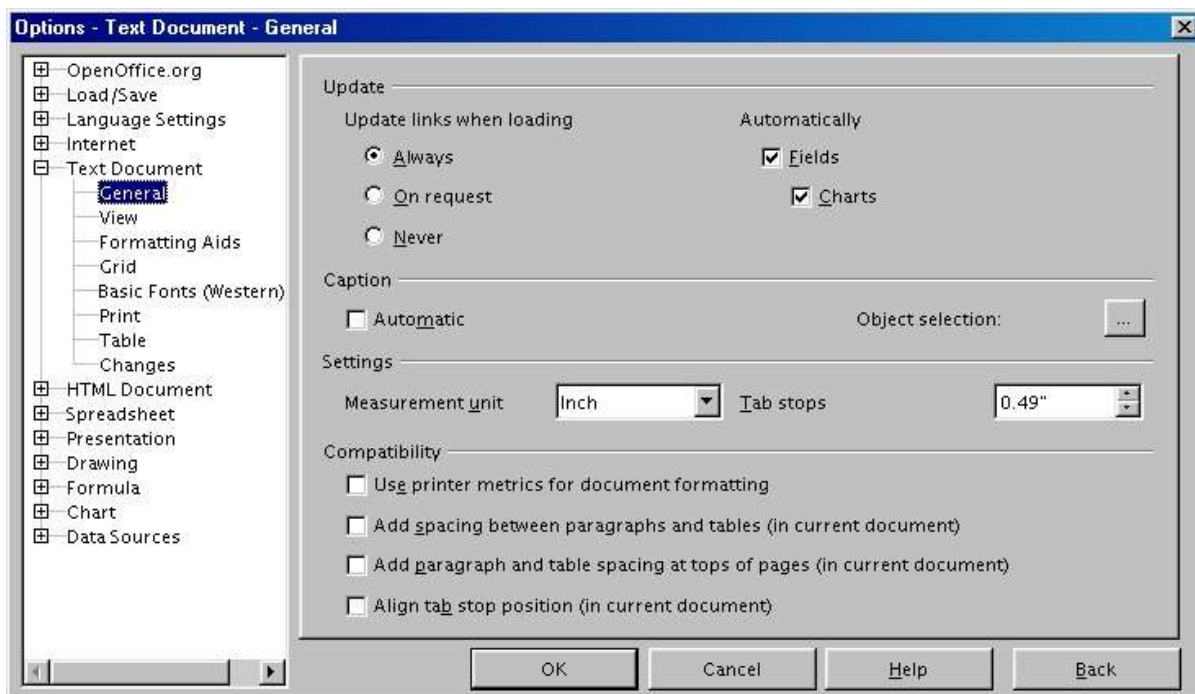 Options - Text Document - General
OpenOffice.org
Load/Save
Language Settings
Internet
Text Document
General
View
Formatting Aids
Grid
Basic Fonts (Western)
Print
Table
Changes
HTML Document
Spreadsheet
Presentation
Drawing
Formula
Chart
Data Sources
Update
Update links when loading
Always
On request
Never
Automatically
Fields
Charts
Caption
Automatic
Object selection:
...
Settings
Measurement unit
Inch
Tab stops
0.49"
Compatibility
Use printer metrics for document formatting
Add spacing between paragraphs and tables (in current document)
Add paragraph and table spacing at tops of pages (in current document)
Align tab stop position (in current document)
OK
Cancel
Help
Back